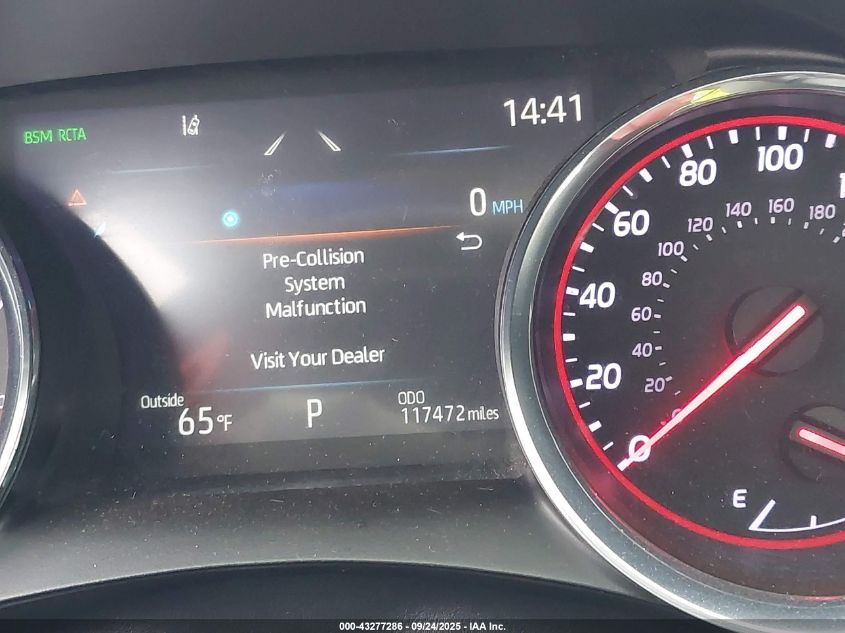 BSM RCTA
14:41
0 MPH
Pre-Collision
System
Malfunction
Visit Your Dealer
Outside
65°F
P
ODO
117472 miles
0
20
40
60
80
100
20
40
60
80
100
120
140
160
180
E
000-43277286 - 09/24/2025 - IAA Inc.